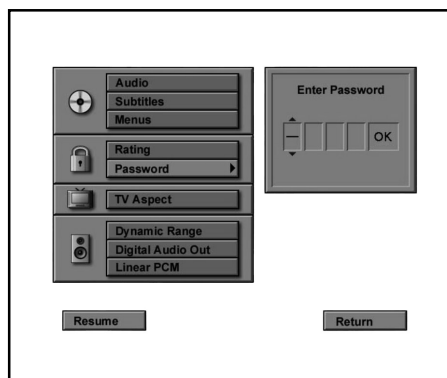 Audio
Subtitles
Menus
Rating
Password
TV Aspect
Dynamic Range
Digital Audio Out
Linear PCM
Enter Password
OK
Resume
Return